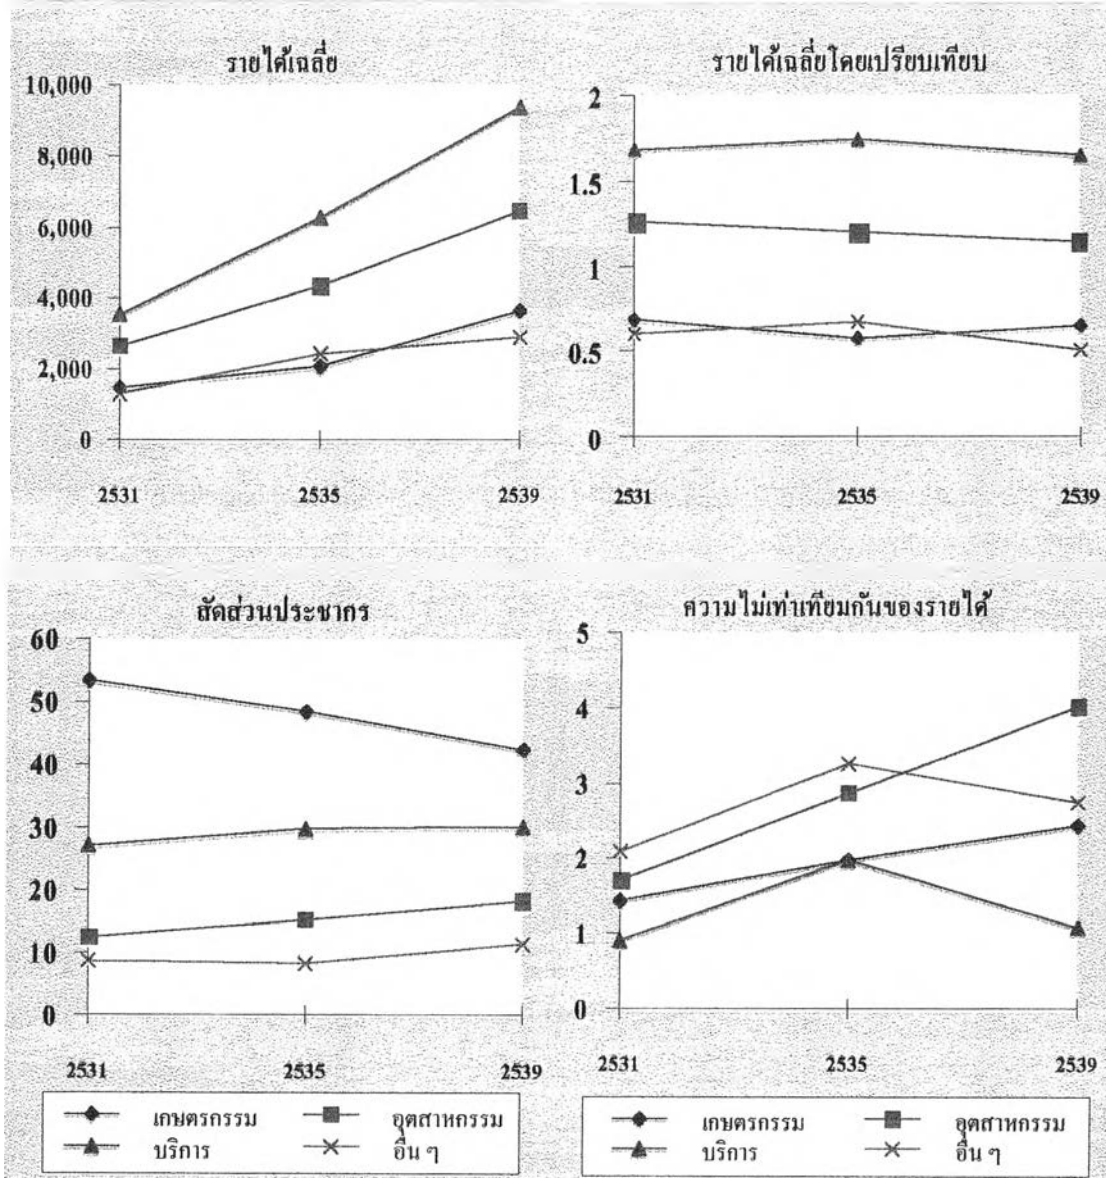 รายได้เฉลี่ย
10,000
8,000
6,000
4,000
2,000
0
2531 2535 2539
รายได้เฉลี่ยโดยเปรียบเทียบ
2
1.5
1
0.5
0
2531 2535 2539
สัดส่วนประชากร
60
50
40
30
20
10
0
2531 2535 2539
เกษตรกรรม อุตสาหกรรม
บริการ อื่น ๆ
ความไม่เท่าเทียมกันของรายได้
5
4
3
2
1
0
2531 2535 2539
เกษตรกรรม อุตสาหกรรม
บริการ อื่น ๆ